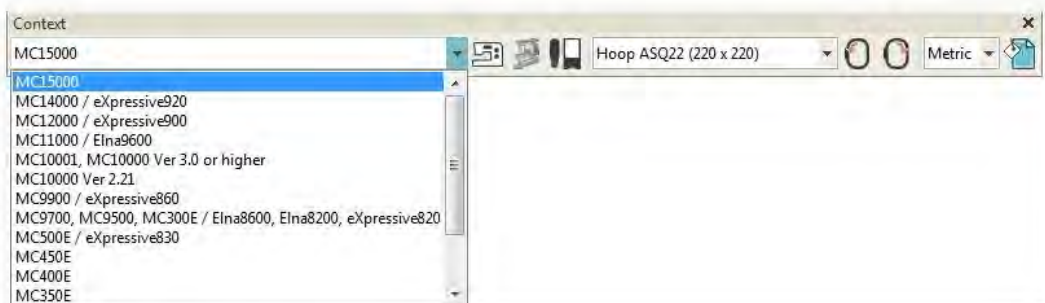 Context
MC15000 Hoop ASQ22 (220 x 220) Metric
MC15000
MC14000 / eXpressive920
MC12000 / eXpressive900
MC11000 / Elna9600
MC10001, MC10000 Ver 3.0 or higher
MC10000 Ver 2.21
MC9900 / eXpressive860
MC9700, MC9500, MC300E / Elna8600, Elna8200, eXpressive820
MC500E / eXpressive830
MC450E
MC400E
MC350E